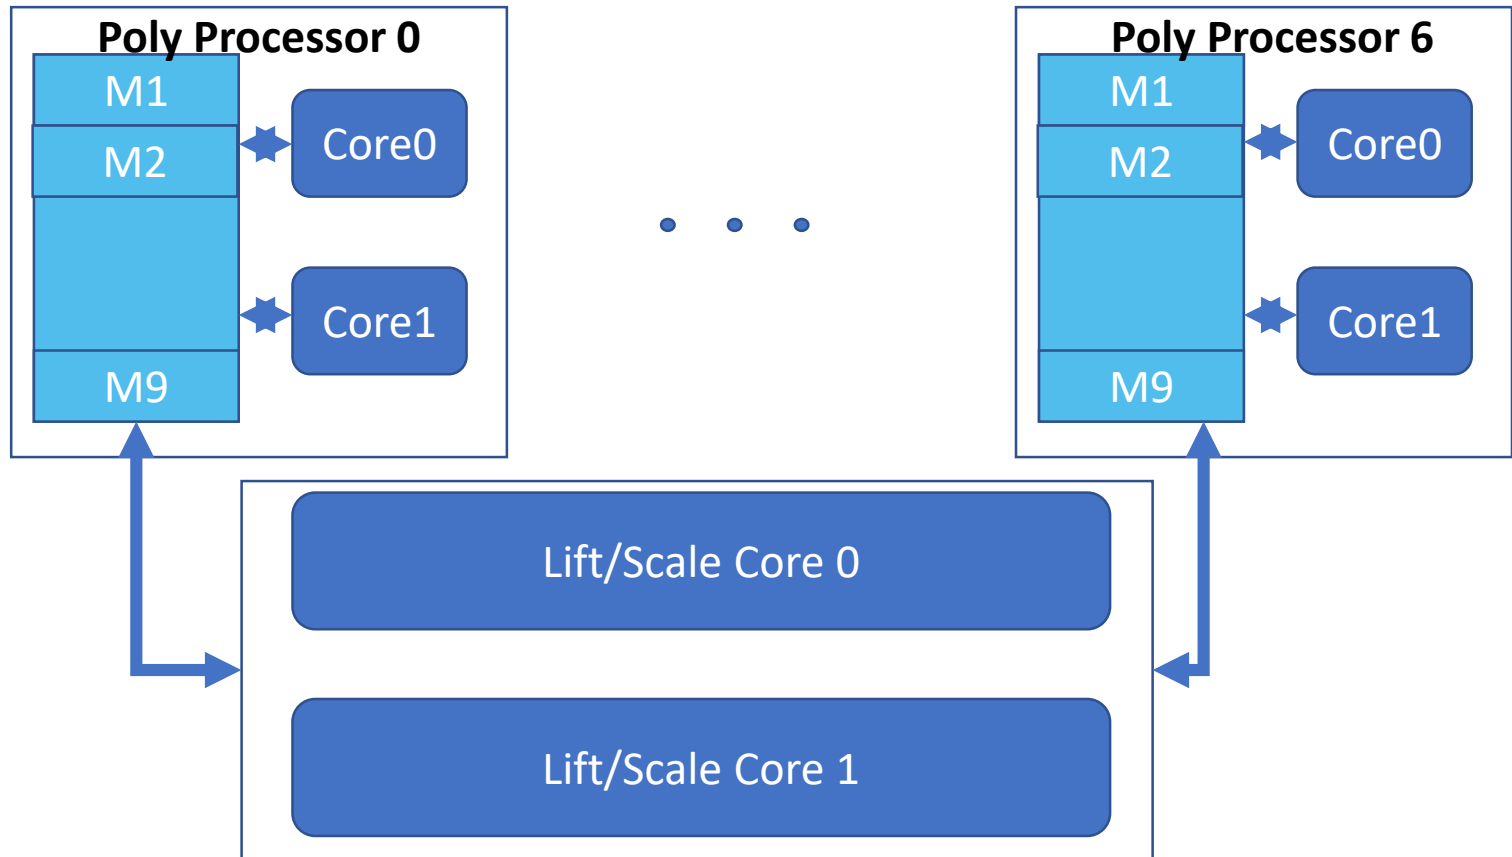 Poly Processor 0
M1
M2
M9
Core0
Core1
Poly Processor 6
M1
M2
M9
Core0
Core1
Lift/Scale Core 0
Lift/Scale Core 1